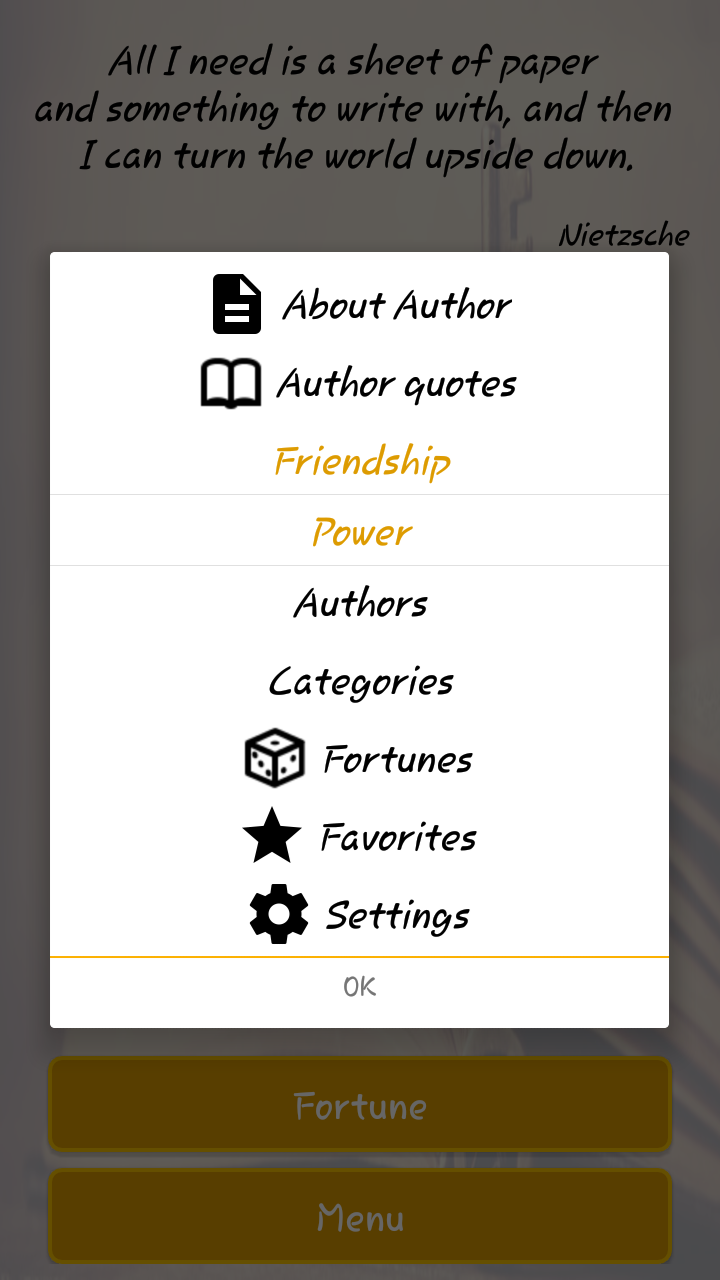 All I need is a sheet of paper
and something to write with, and then
I can turn the world upside down.
Nietzsche
About Author
Author quotes
Friendship
Power
Authors
Categories
Fortunes
Favorites
Settings
OK
Fortune
Menu